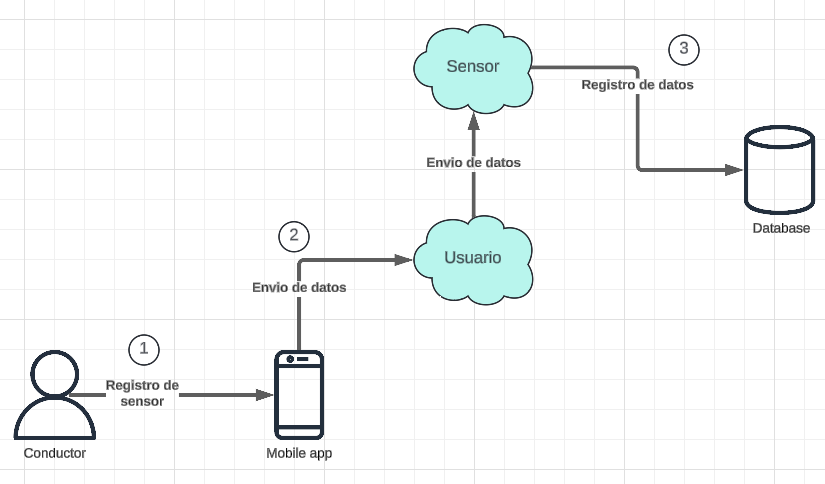 3
Sensor
Registro de datos
Envio de datos
Database
2
Usuario
Envio de datos
1
Registro de
sensor
Conductor
Mobile app